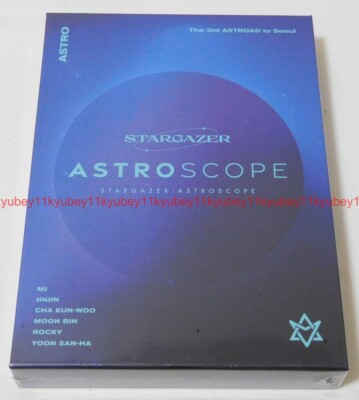 ASTRO
The 3rd ASTROAD to Seoul
STARGAZER
ASTROSCOPE
STARGAZER:ASTROSCOPE
kyubey11kyubey11kyubey11kyubey11kyubey11kyubey11
MJ
JINJIN
CHA EUN-WOO
MOON BIN
ROCKY
YOON SAN-HA